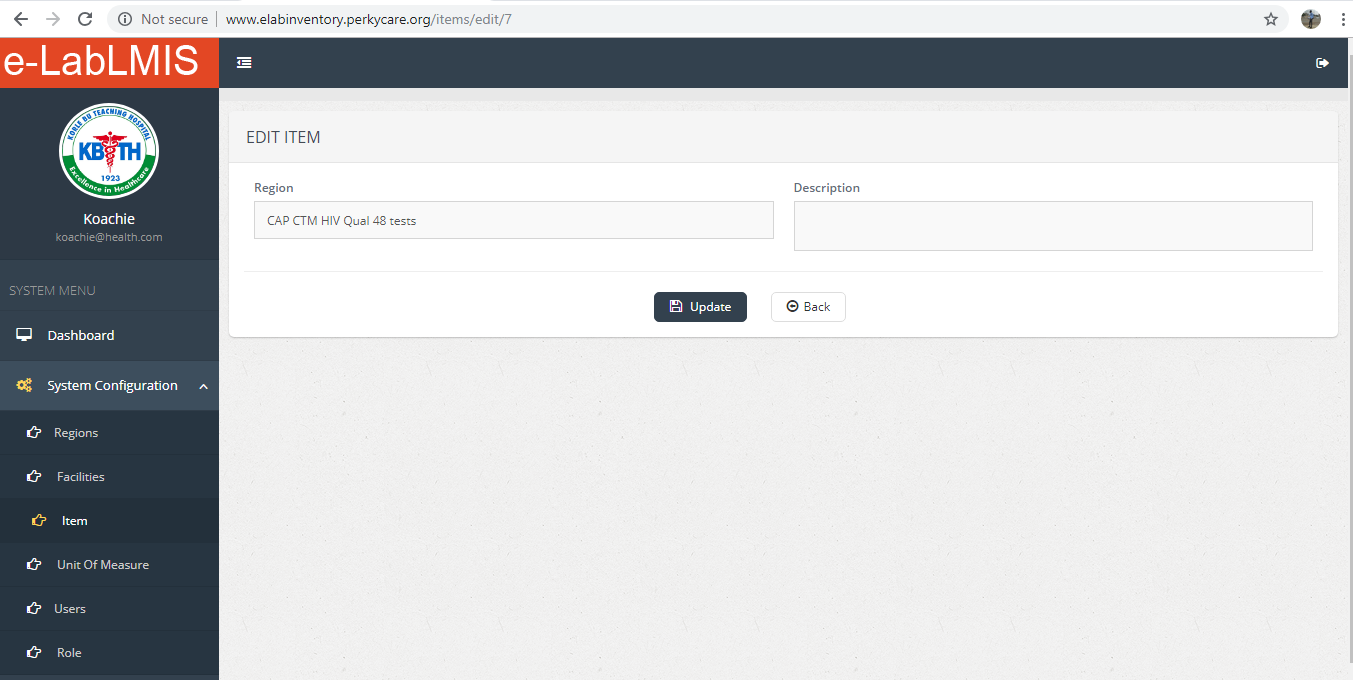 Not secure | www.elabinventory.perkycare.org/items/edit/7
e-LabLMIS
KORLE BU TEACHING HOSPITAL
KBTH
1923
Excellence in Healthcare
Koachie
koachie@health.com
SYSTEM MENU
Dashboard
System Configuration
Regions
Facilities
Item
Unit Of Measure
Users
Role
EDIT ITEM
Region
Description
CAP CTM HIV Qual 48 tests
Update
Back